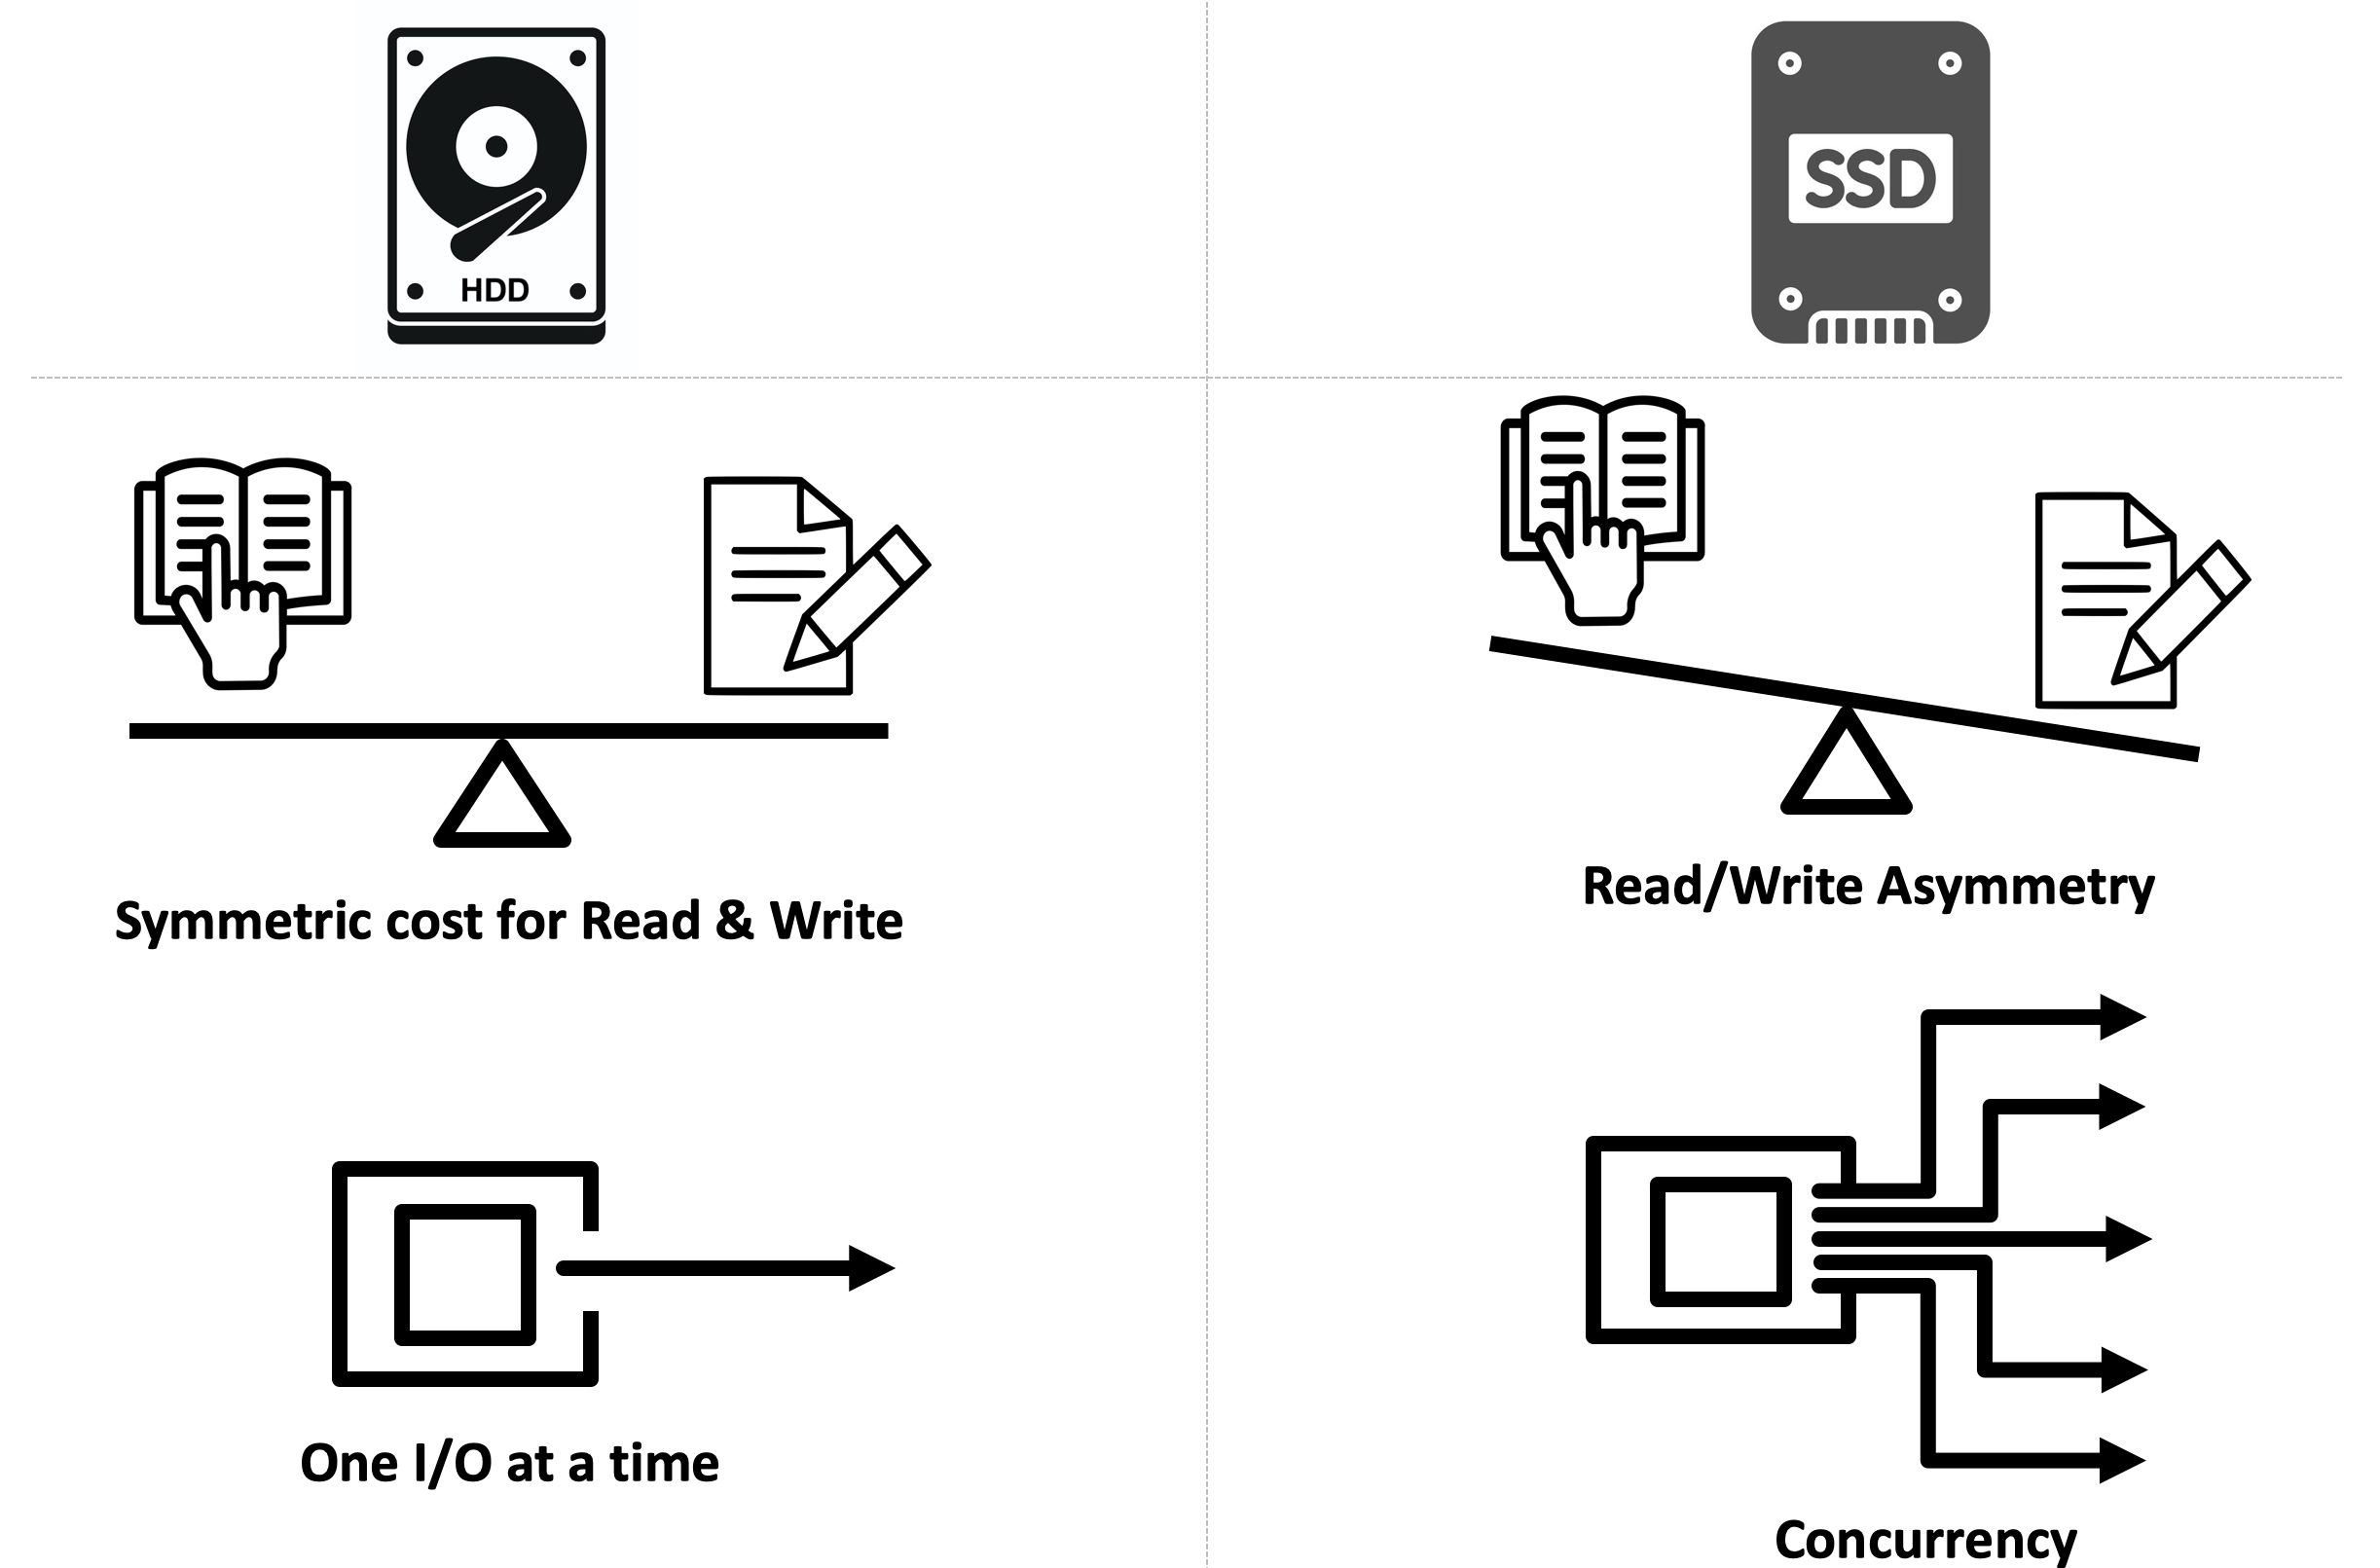 HDD
SSD
Symmetric cost for Read & Write
Read/Write Asymmetry
One I/O at a time
Concurrency